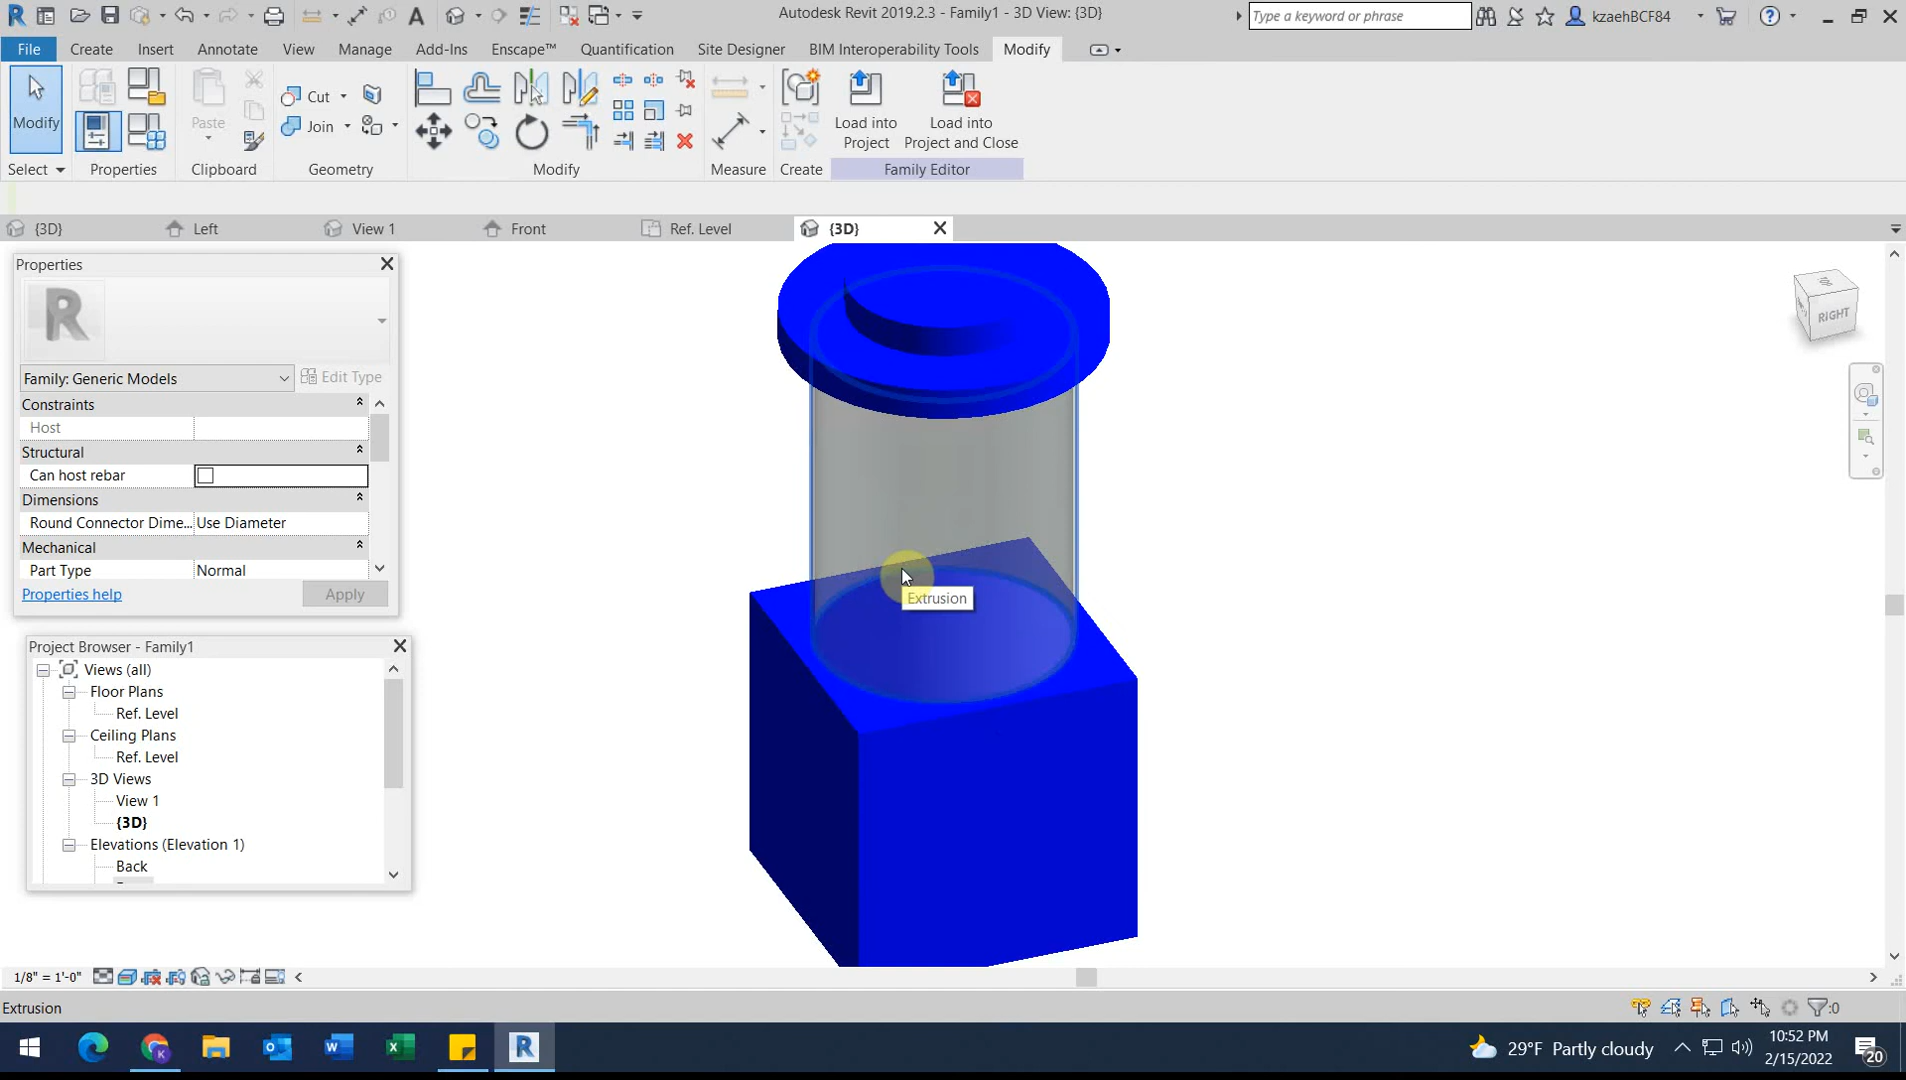 Autodesk Revit 2019.2.3 - Family1 - 3D View: {3D}
Type a keyword or phrase
kzaehBCF84
File
Create
Insert
Annotate
View
Manage
Add-Ins
Enscape™
Quantification
Site Designer
BIM Interoperability Tools
Modify
Modify
Paste
Cut
Join
Load into
Project
Load into
Project and Close
Select
Properties
Clipboard
Geometry
Modify
Measure
Create
Family Editor
{3D}
Left
View 1
Front
Ref. Level
{3D}
Properties
R
Family: Generic Models
Edit Type
Constraints
Host
Structural
Can host rebar
Dimensions
Round Connector Dime...
Use Diameter
Mechanical
Part Type
Normal
Properties help
Apply
RIGHT
Extrusion
Project Browser - Family1
Views (all)
Floor Plans
Ref. Level
Ceiling Plans
Ref. Level
3D Views
View 1
{3D}
Elevations (Elevation 1)
Back
1/8" = 1'-0"
Extrusion
:0
29°F Partly cloudy
10:52 PM
2/15/2022
20